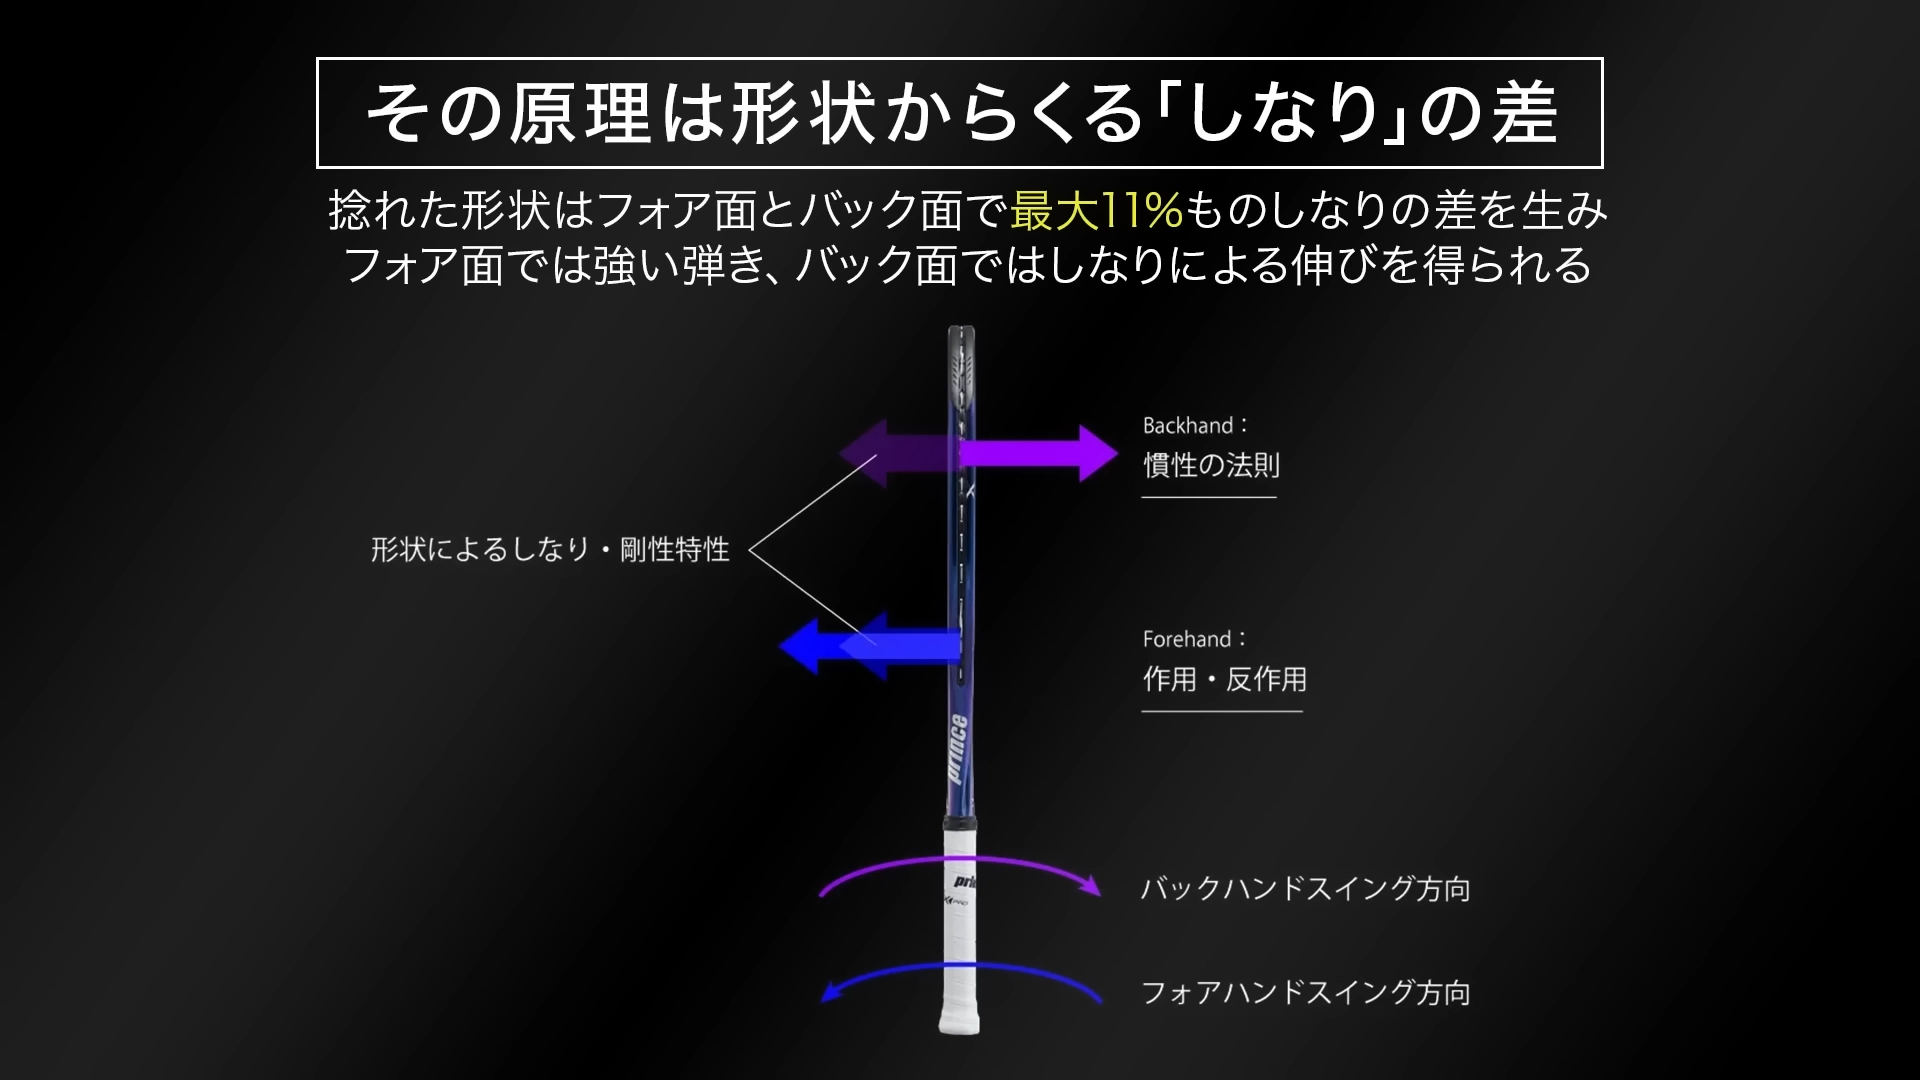 その原理は形状からくる「しなり」の差
捻れた形状はフォア面とバック面で最大11%ものしなりの差を生み
フォア面では強い弾き、バック面ではしなりによる伸びを得られる
Backhand：
慣性の法則
形状によるしなり・剛性特性
Forehand：
作用・反作用
prince
バックハンドスイング方向
フォアハンドスイング方向